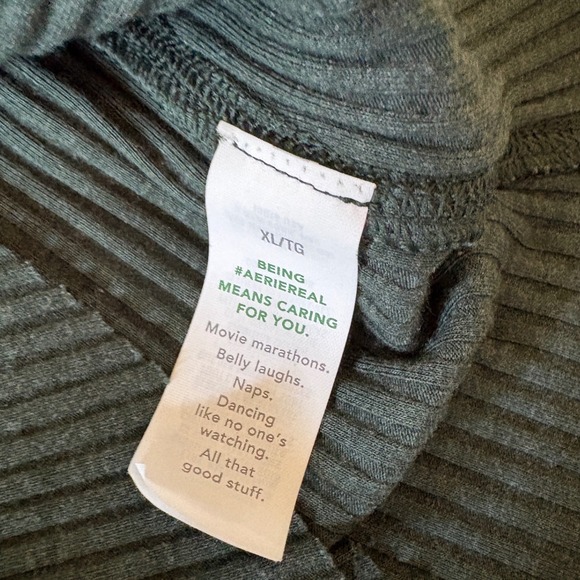 XL/TG
BEING
#AERIEREAL
MEANS CARING
FOR YOU.
Movie marathons.
Belly laughs.
Naps.
Dancing
like no one's
watching.
All that
good stuff.